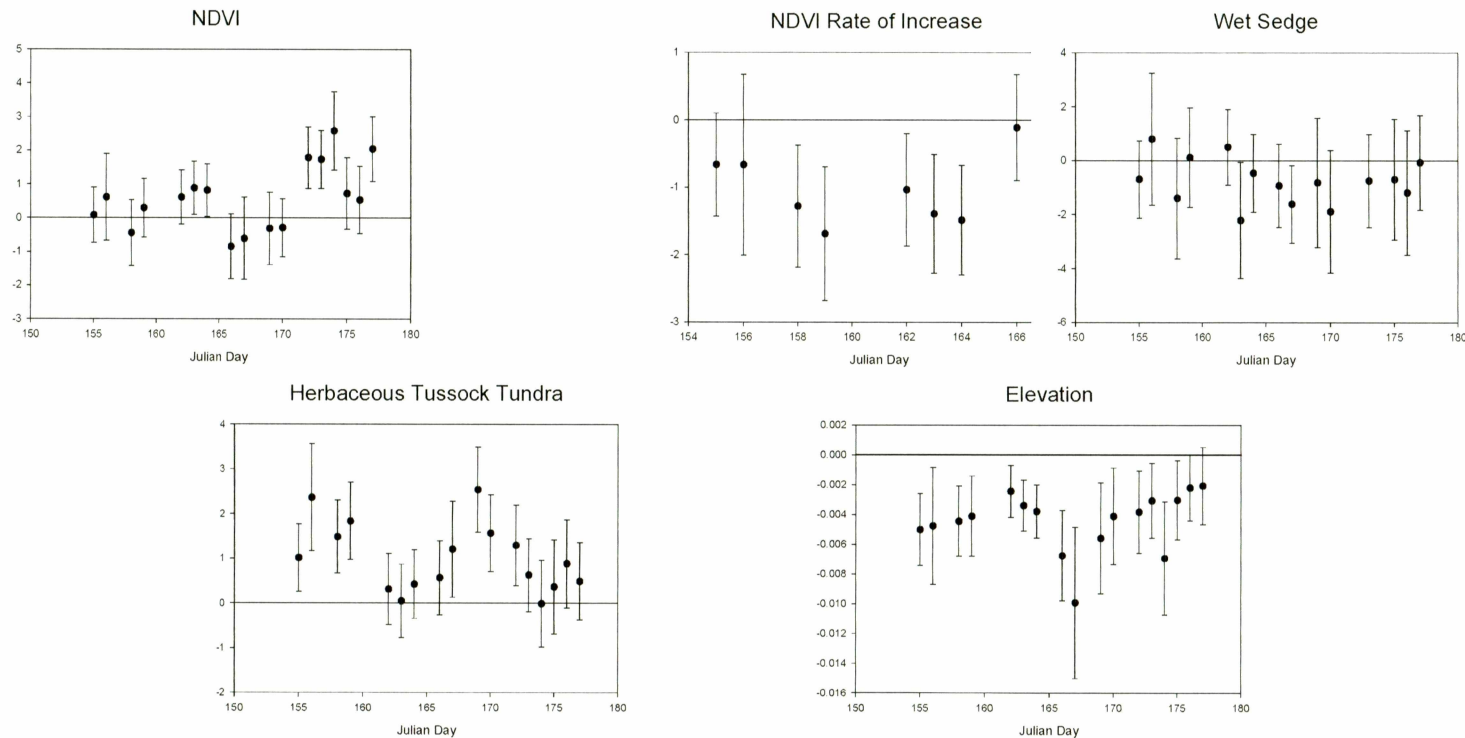 NDVI
5
4
3
2
1
0
-1
-2
-3
150 155 160 165 170 175 180
Julian Day
NDVI Rate of Increase
1
0
-1
-2
-3
154 156 158 160 162 164 166
Julian Day
Wet Sedge
4
2
0
-2
-4
-6
150 155 160 165 170 175 180
Julian Day
Herbaceous Tussock Tundra
4
3
2
1
0
-1
-2
150 155 160 165 170 175 180
Julian Day
Elevation
0.002
0.000
-0.002
-0.004
-0.006
-0.008
-0.010
-0.012
-0.014
-0.016
150 155 160 165 170 175 180
Julian Day